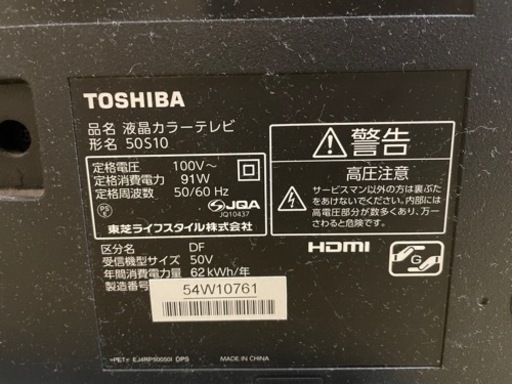 TOSHIBA
品名 液晶カラーテレビ
形名 50S10
定格電圧 100V～
定格消費電力 91W
定格周波数 50/60 Hz
PS E
JQA
JQ10437
東芝ライフスタイル株式会社
区分名 DF
受信機型サイズ 50V
年間消費電力量 62 kWh/年
製造番号
54W10761
MADE IN CHINA
警告
高圧注意
サービスマン以外の方は裏ぶた
をあけないでください。内部には
高電圧部分が数多くあり、万一
さわると危険です。
HDMI
G